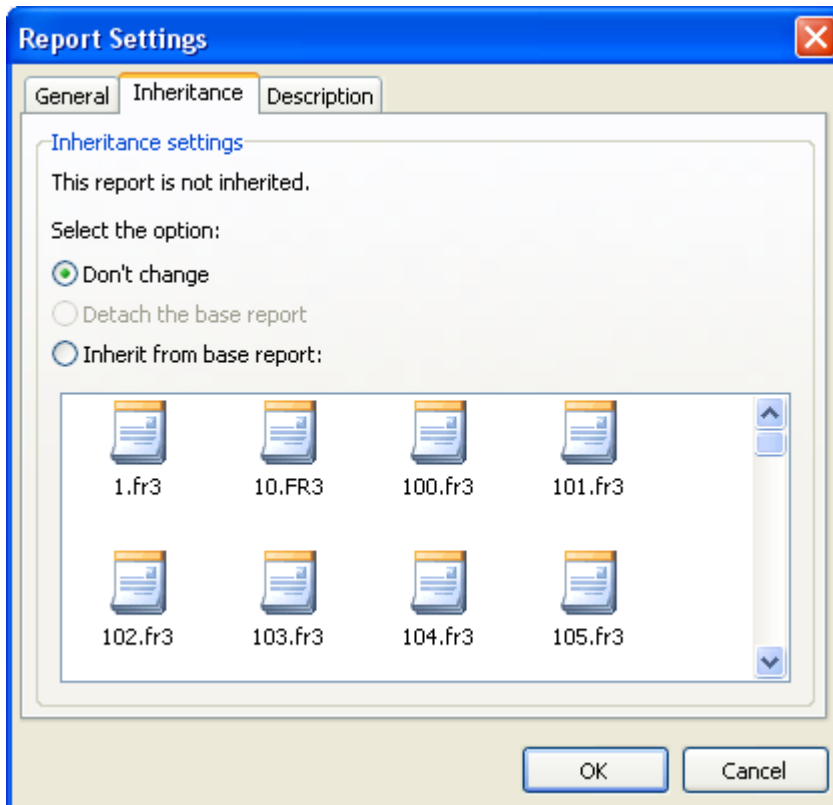 Report Settings
General Inheritance Description
Inheritance settings
This report is not inherited.
Select the option:
Don't change
Detach the base report
Inherit from base report:
1.fr3 10.FR3 100.fr3 101.fr3
102.fr3 103.fr3 104.fr3 105.fr3
OK Cancel